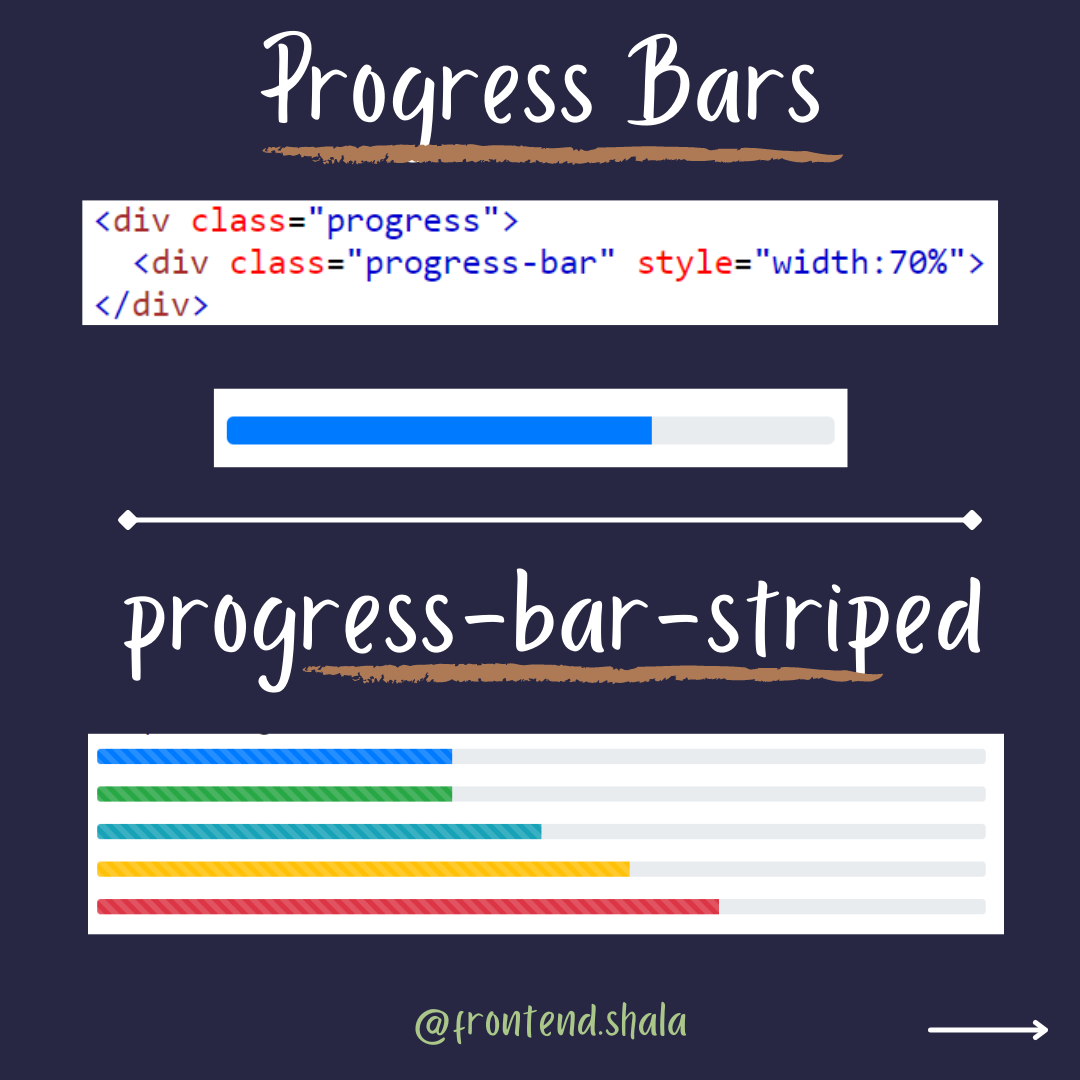 Progress Bars
<div class="progress">
  <div class="progress-bar" style="width:70%">
</div>
progress-bar-striped
@frontend.shala